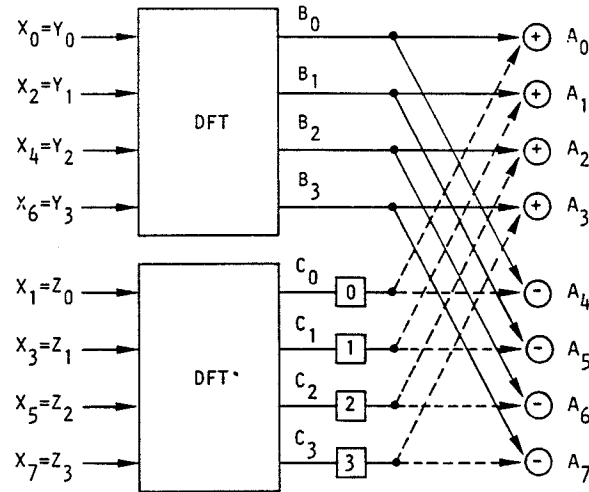 X0=Y0 B0 + A0
X2=Y1 B1 + A1
DFT
X4=Y2 B2 + A2
X6=Y3 B3 + A3
X1=Z0 C0 0 − A4
X3=Z1 C1 1 − A5
DFT
X5=Z2 C2 2 − A6
X7=Z3 C3 3 − A7